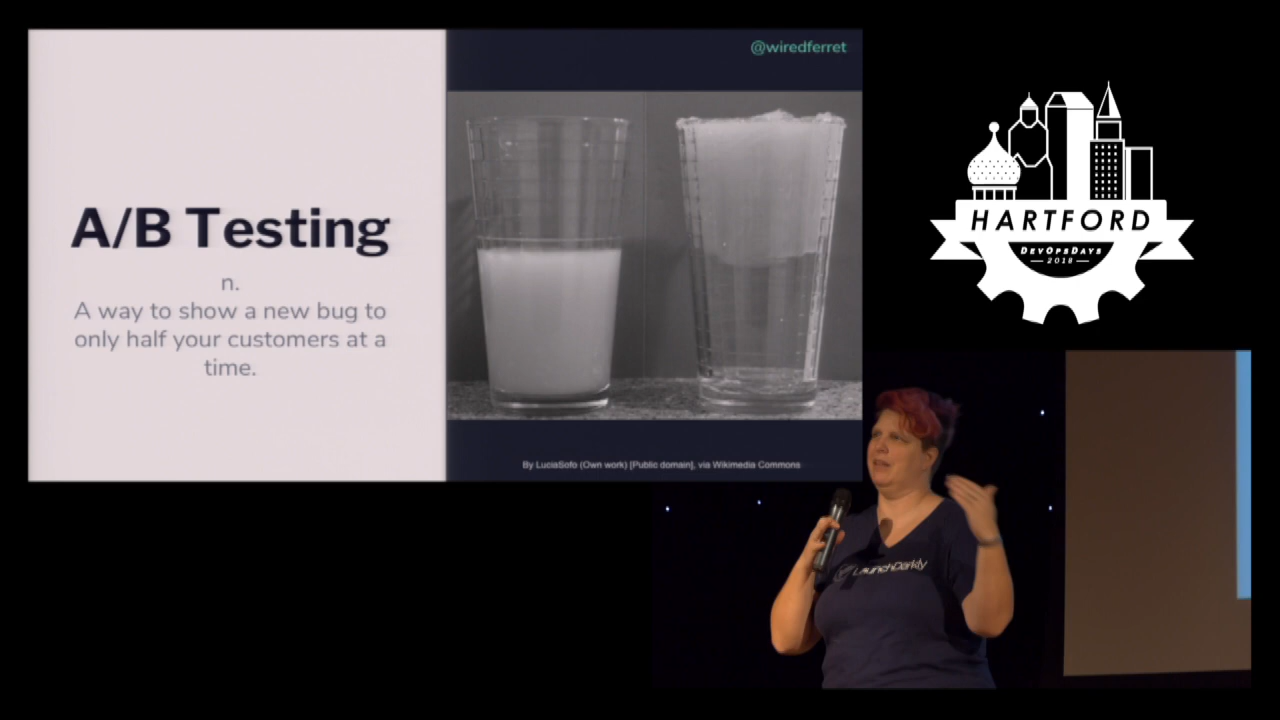 @wiredferret
A/B Testing
n.
A way to show a new bug to
only half your customers at a
time.
By LuciaSofo (Own work) [Public domain], via Wikimedia Commons
HARTFORD
DEVOPSDAYS
2018
LaunchDarkly